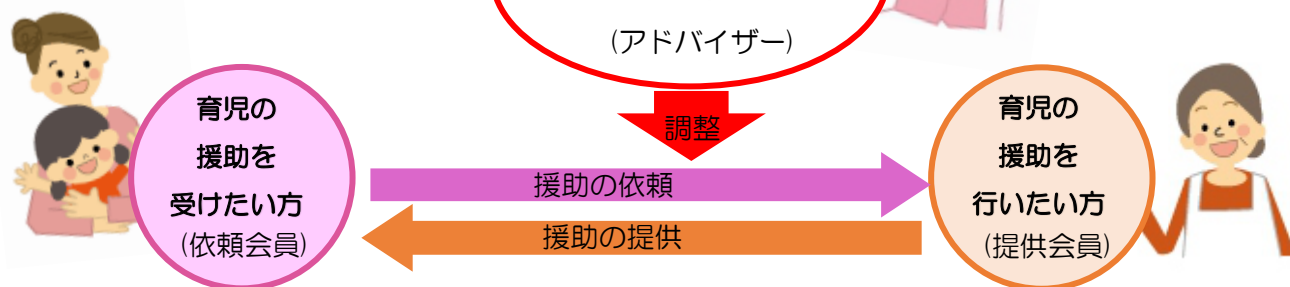 (アドバイザー)
調整
育児の
援助を
受けたい方
(依頼会員)
援助の依頼
援助の提供
育児の
援助を
行いたい方
(提供会員)